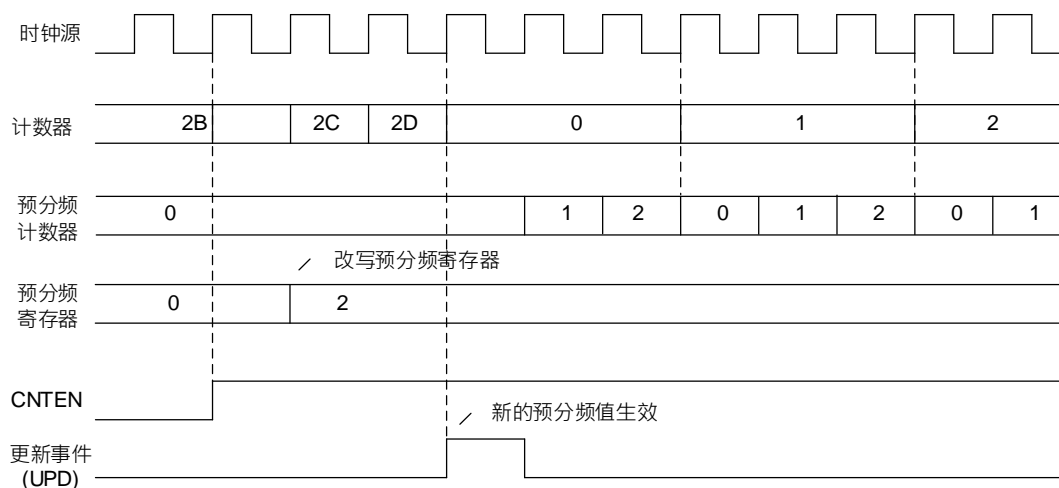 时钟源
计数器
2B 2C 2D 0 1 2
预分频
计数器
0 1 2 0 1 2 0 1
改写预分频寄存器
预分频
寄存器
0 2
CNTEN
新的预分频值生效
更新事件
(UPD)